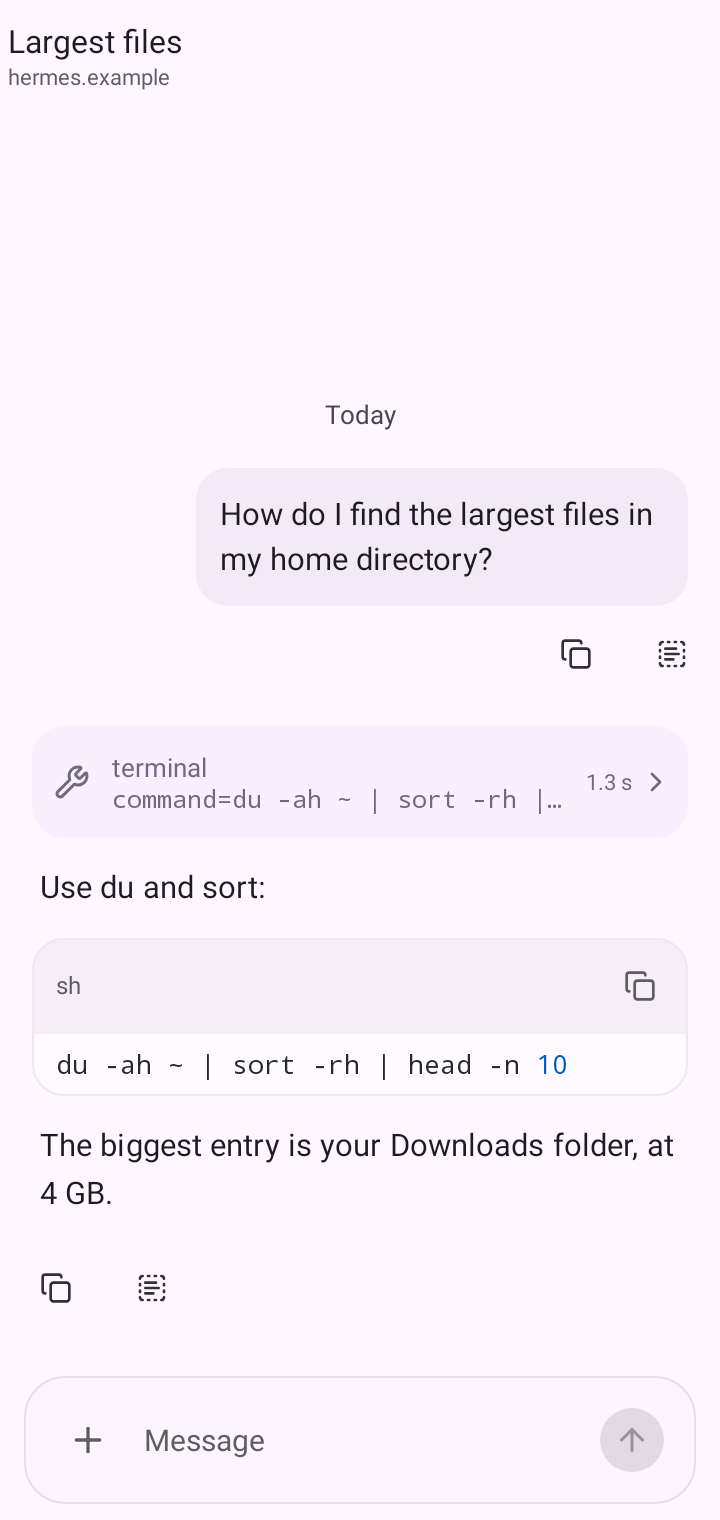 Largest files
hermes.example
Today
How do I find the largest files in
my home directory?
terminal
command=du -ah ~ | sort -rh |…
1.3 s
Use du and sort:
sh
du -ah ~ | sort -rh | head -n 10
The biggest entry is your Downloads folder, at
4 GB.
Message